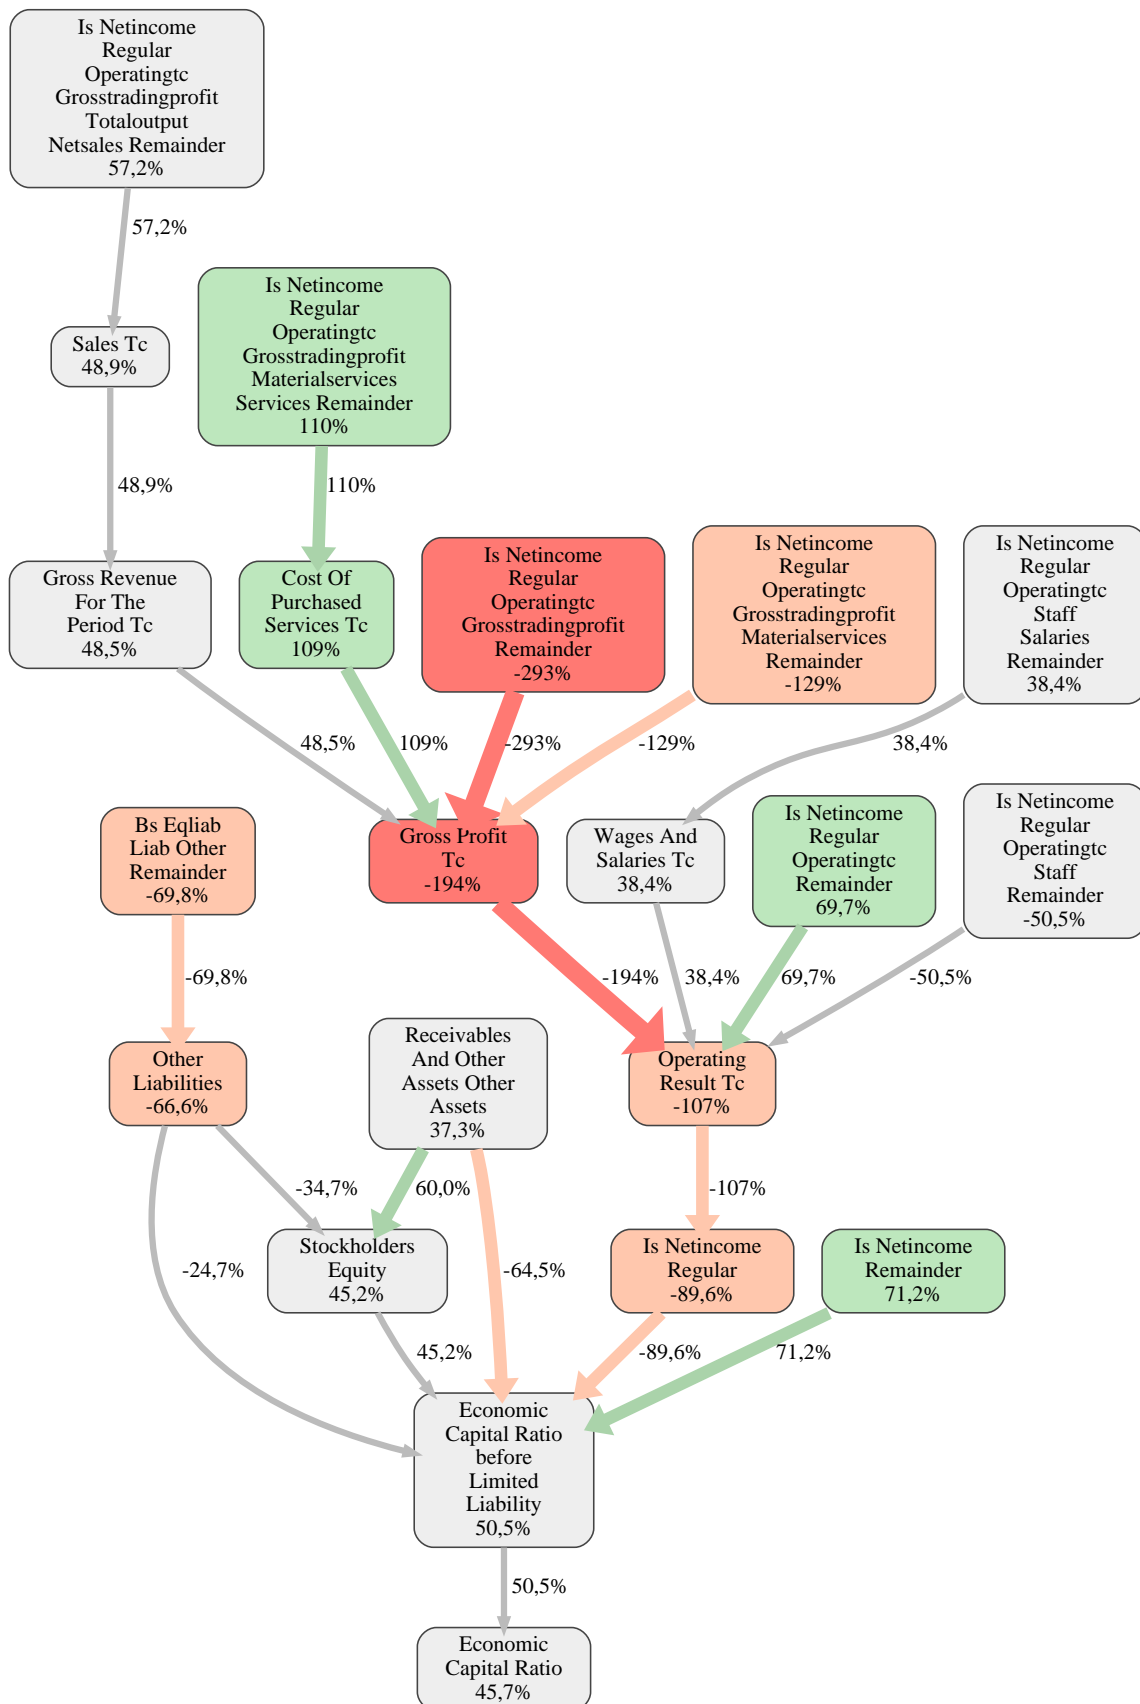 Is Netincome
Regular
Operatingtc
Grosstradingprofit
Totaloutput
Netsales Remainder
57,2%
57,2%
Sales Tc
48,9%
Is Netincome
Regular
Operatingtc
Grosstradingprofit
Materialservices
Services Remainder
110%
48,9%
110%
Gross Revenue
For The
Period Tc
48,5%
Cost Of
Purchased
Services Tc
109%
Is Netincome
Regular
Operatingtc
Grosstradingprofit
Remainder
-293%
Is Netincome
Regular
Operatingtc
Grosstradingprofit
Materialservices
Remainder
-129%
Is Netincome
Regular
Operatingtc
Staff
Salaries
Remainder
38,4%
48,5%
109%
-293%
-129%
38,4%
Bs Eqliab
Liab Other
Remainder
-69,8%
Gross Profit
Tc
-194%
Wages And
Salaries Tc
38,4%
Is Netincome
Regular
Operatingtc
Remainder
69,7%
Is Netincome
Regular
Operatingtc
Staff
Remainder
-50,5%
-69,8%
-194%
38,4%
69,7%
-50,5%
Other
Liabilities
-66,6%
Receivables
And Other
Assets Other
Assets
37,3%
Operating
Result Tc
-107%
-34,7%
60,0%
-107%
-24,7%
Stockholders
Equity
45,2%
-64,5%
Is Netincome
Regular
-89,6%
Is Netincome
Remainder
71,2%
45,2%
-89,6%
71,2%
Economic
Capital Ratio
before
Limited
Liability
50,5%
50,5%
Economic
Capital Ratio
45,7%